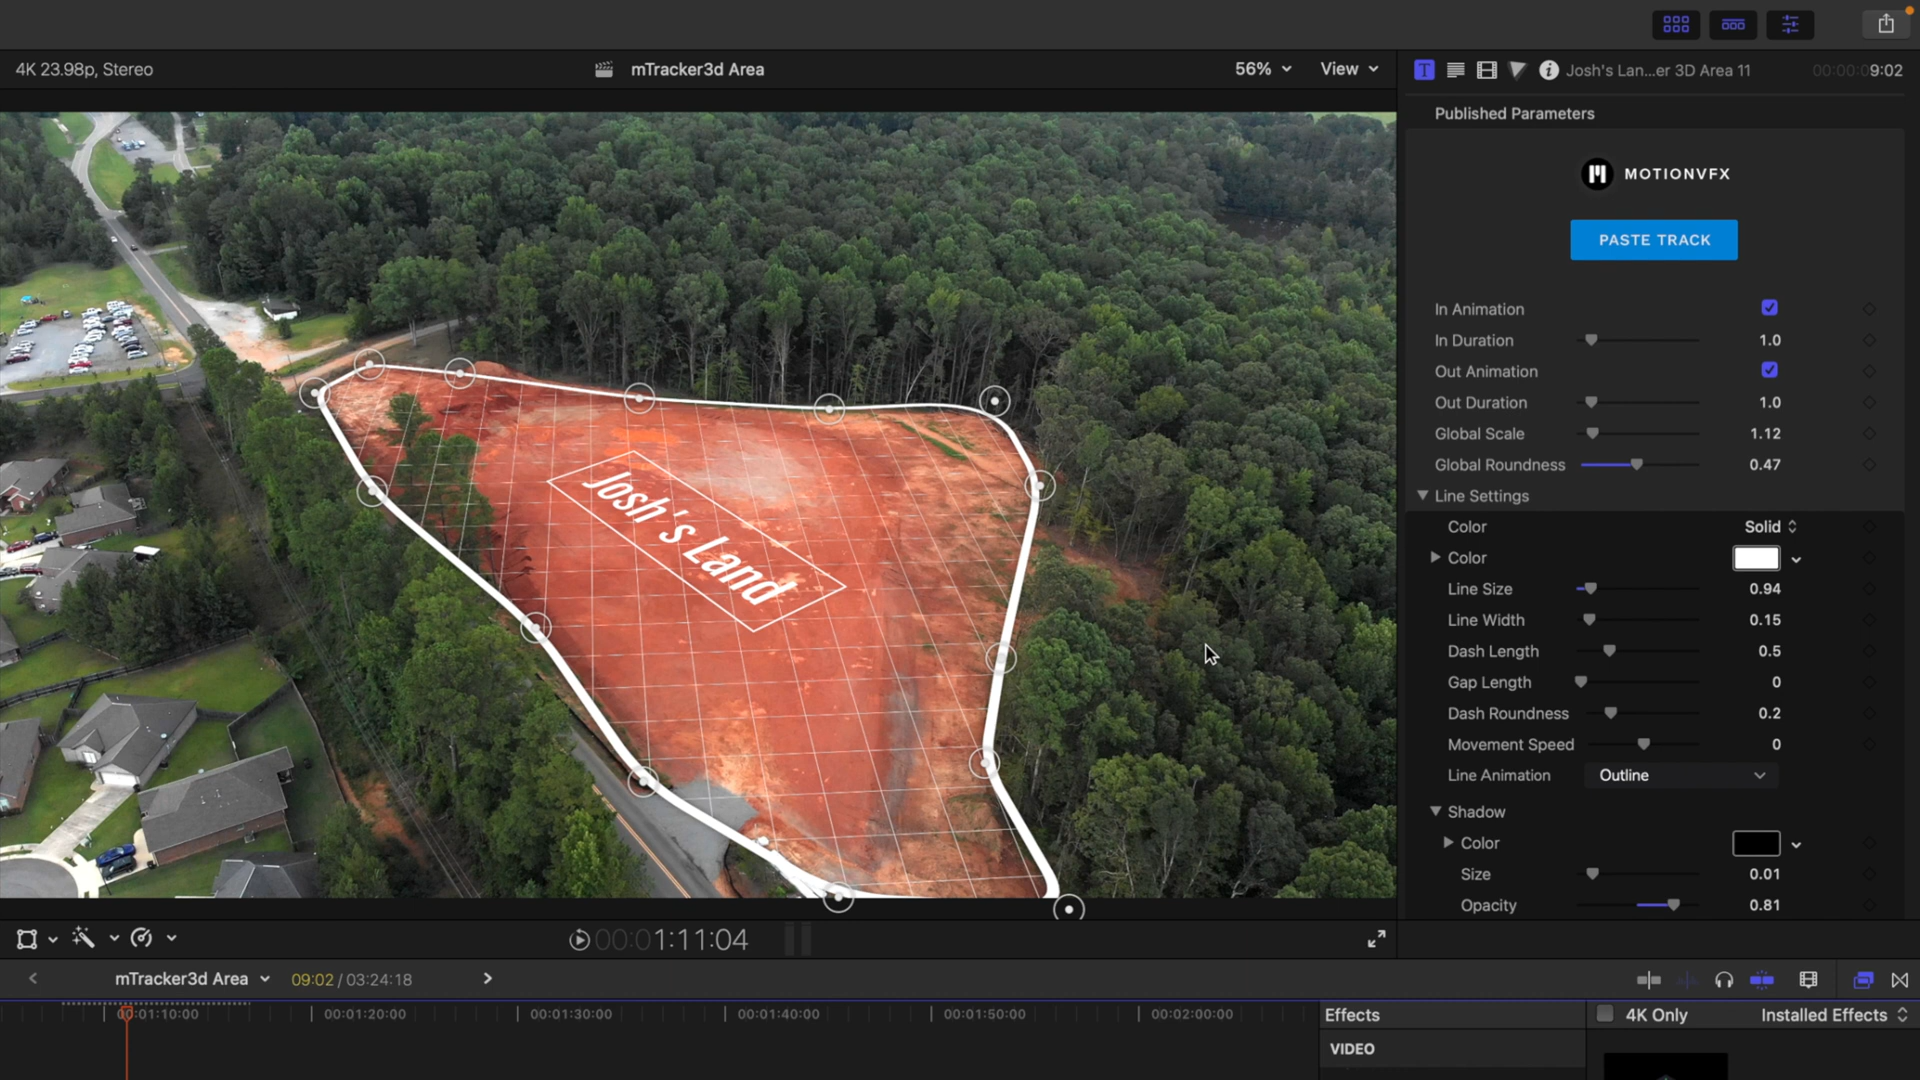 4K 23.98p, Stereo
mTracker3d Area
56%
View
T
Josh's Lan...er 3D Area 11
00:00:09:02
Published Parameters
MOTIONVFX
PASTE TRACK
In Animation
In Duration 1.0
Out Animation
Out Duration 1.0
Global Scale 1.12
Global Roundness 0.47
Line Settings
Color Solid
Color
Line Size 0.94
Line Width 0.15
Dash Length 0.5
Gap Length 0
Dash Roundness 0.2
Movement Speed 0
Line Animation Outline
Shadow
Color
Size 0.01
Opacity 0.81
Josh's Land
00:01:11:04
mTracker3d Area
09:02 / 03:24:18
00:01:10:00
00:01:20:00
00:01:30:00
00:01:40:00
00:01:50:00
00:02:00:00
Effects
4K Only
Installed Effects
VIDEO